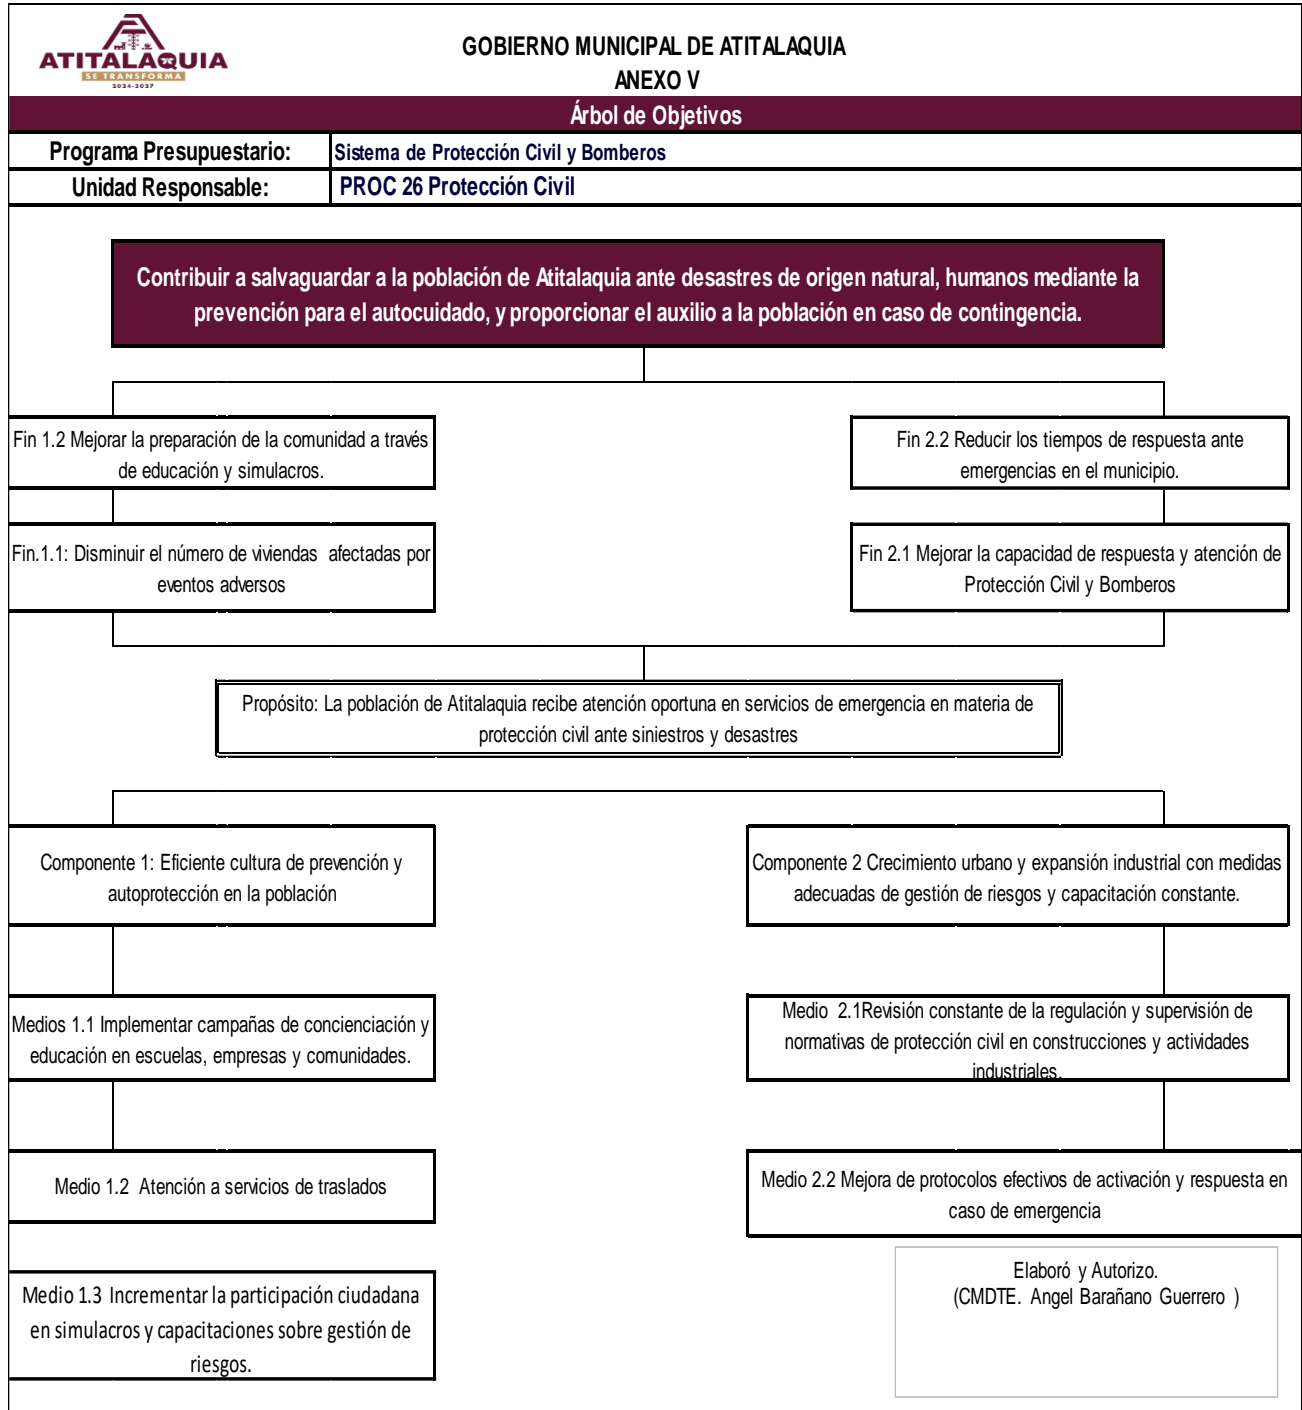 ATITALAQUIA
SE TRANSFORMA
2024-2027
GOBIERNO MUNICIPAL DE ATITALAQUIA
ANEXO V
Árbol de Objetivos
Programa Presupuestario:
Sistema de Protección Civil y Bomberos
Unidad Responsable:
PROC 26 Protección Civil
Contribuir a salvaguardar a la población de Atitalaquia ante desastres de origen natural, humanos mediante la
prevención para el autocuidado, y proporcionar el auxilio a la población en caso de contingencia.
Fin 1.2 Mejorar la preparación de la comunidad a través
de educación y simulacros.
Fin 2.2 Reducir los tiempos de respuesta ante
emergencias en el municipio.
Fin.1.1: Disminuir el número de viviendas  afectadas por
eventos adversos
Fin 2.1 Mejorar la capacidad de respuesta y atención de
Protección Civil y Bomberos
Propósito: La población de Atitalaquia recibe atención oportuna en servicios de emergencia en materia de
protección civil ante siniestros y desastres
Componente 1: Eficiente cultura de prevención y
autoprotección en la población
Componente 2 Crecimiento urbano y expansión industrial con medidas
adecuadas de gestión de riesgos y capacitación constante.
Medios 1.1 Implementar campañas de concienciación y
educación en escuelas, empresas y comunidades.
Medio  2.1Revisión constante de la regulación y supervisión de
normativas de protección civil en construcciones y actividades
industriales.
Medio 1.2  Atención a servicios de traslados
Medio 2.2 Mejora de protocolos efectivos de activación y respuesta en
caso de emergencia
Medio 1.3 Incrementar la participación ciudadana
en simulacros y capacitaciones sobre gestión de
riesgos.
Elaboró y Autorizo.
(CMDTE. Angel Barañano Guerrero )